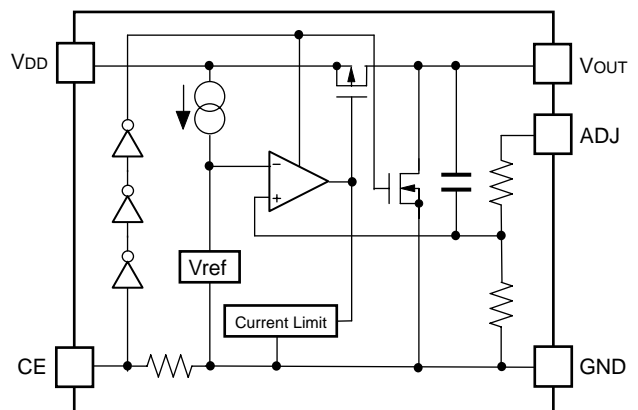 VDD
VOUT
ADJ
−
+
Vref
Current Limit
CE
GND